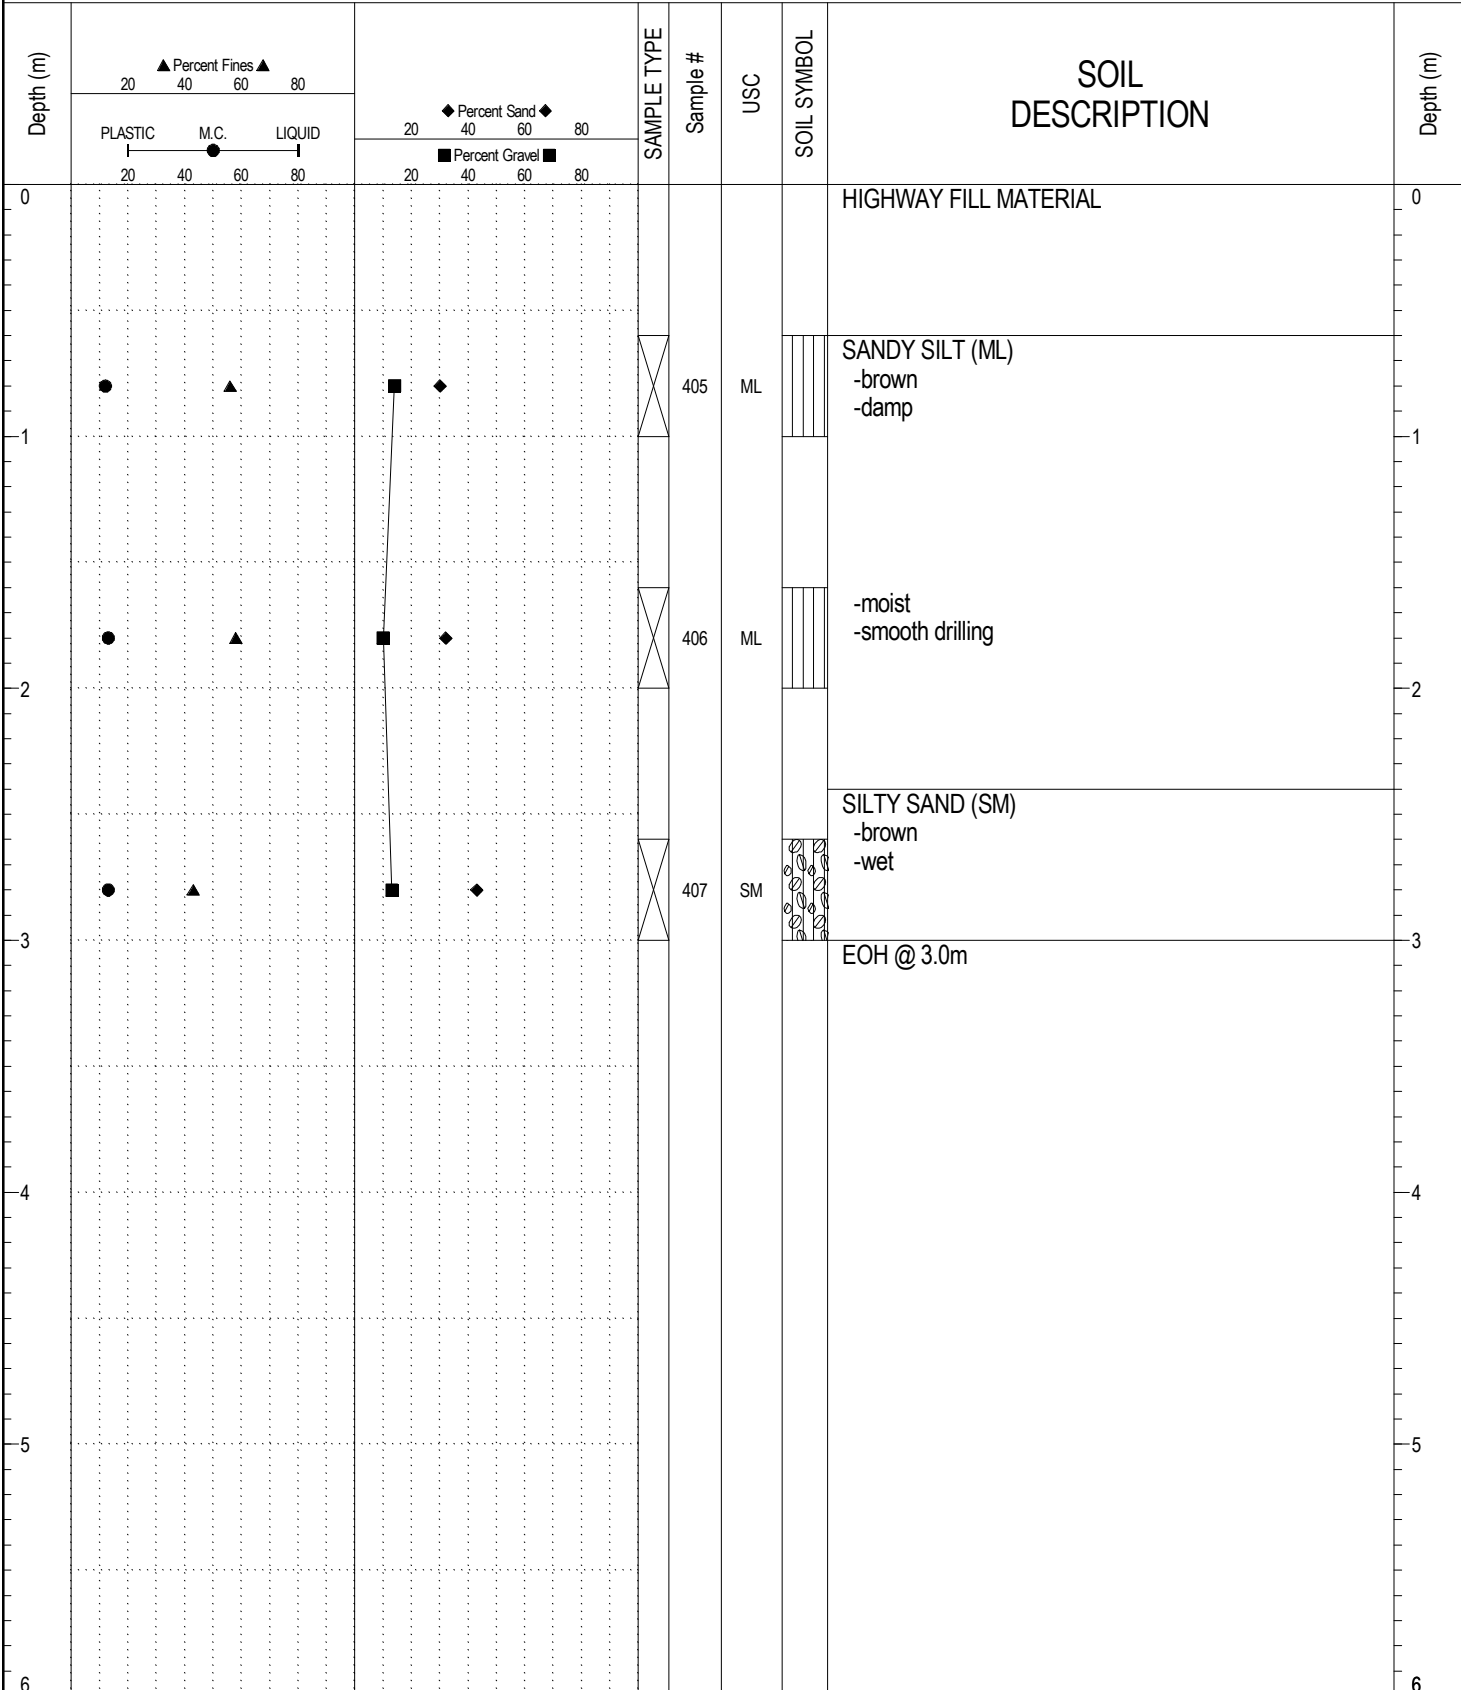 Depth (m)
▲ Percent Fines ▲
20 40 60 80
PLASTIC M.C. LIQUID
20 40 60 80
◆ Percent Sand ◆
20 40 60 80
■ Percent Gravel ■
20 40 60 80
SAMPLE TYPE
Sample #
USC
SOIL SYMBOL
SOIL
DESCRIPTION
Depth (m)
0 HIGHWAY FILL MATERIAL 0
SANDY SILT (ML)
-brown
405 ML
-damp
1 1
-moist
406 ML -smooth drilling
2 2
SILTY SAND (SM)
-brown
-wet
407 SM
3 3
EOH @ 3.0m
4 4
5 5
6 6